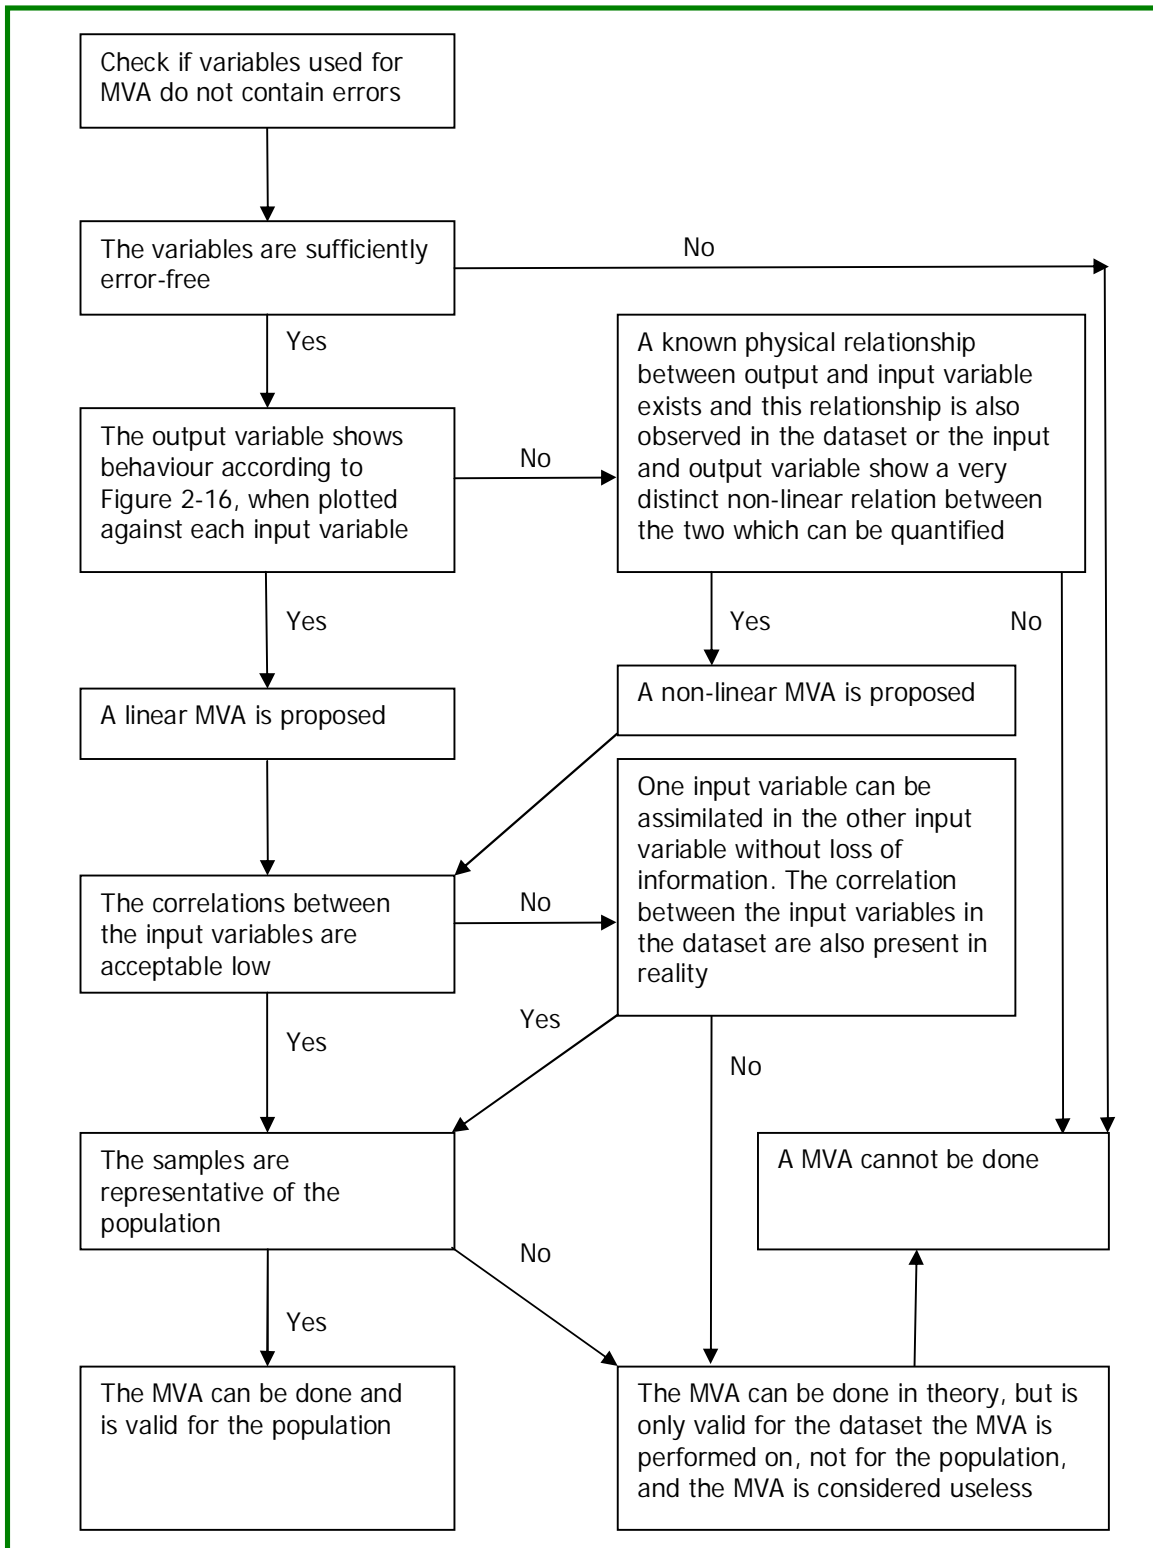 Check if variables used for
MVA do not contain errors
The variables are sufficiently
error-free
No
Yes
A known physical relationship
between output and input variable
exists and this relationship is also
observed in the dataset or the input
and output variable show a very
distinct non-linear relation between
the two which can be quantified
The output variable shows
behaviour according to
Figure 2-16, when plotted
against each input variable
No
Yes
Yes
No
A linear MVA is proposed
A non-linear MVA is proposed
One input variable can be
assimilated in the other input
variable without loss of
information. The correlation
between the input variables in
the dataset are also present in
reality
The correlations between
the input variables are
acceptable low
No
Yes
Yes
No
The samples are
representative of the
population
A MVA cannot be done
No
Yes
The MVA can be done and
is valid for the population
The MVA can be done in theory, but is
only valid for the dataset the MVA is
performed on, not for the population,
and the MVA is considered useless